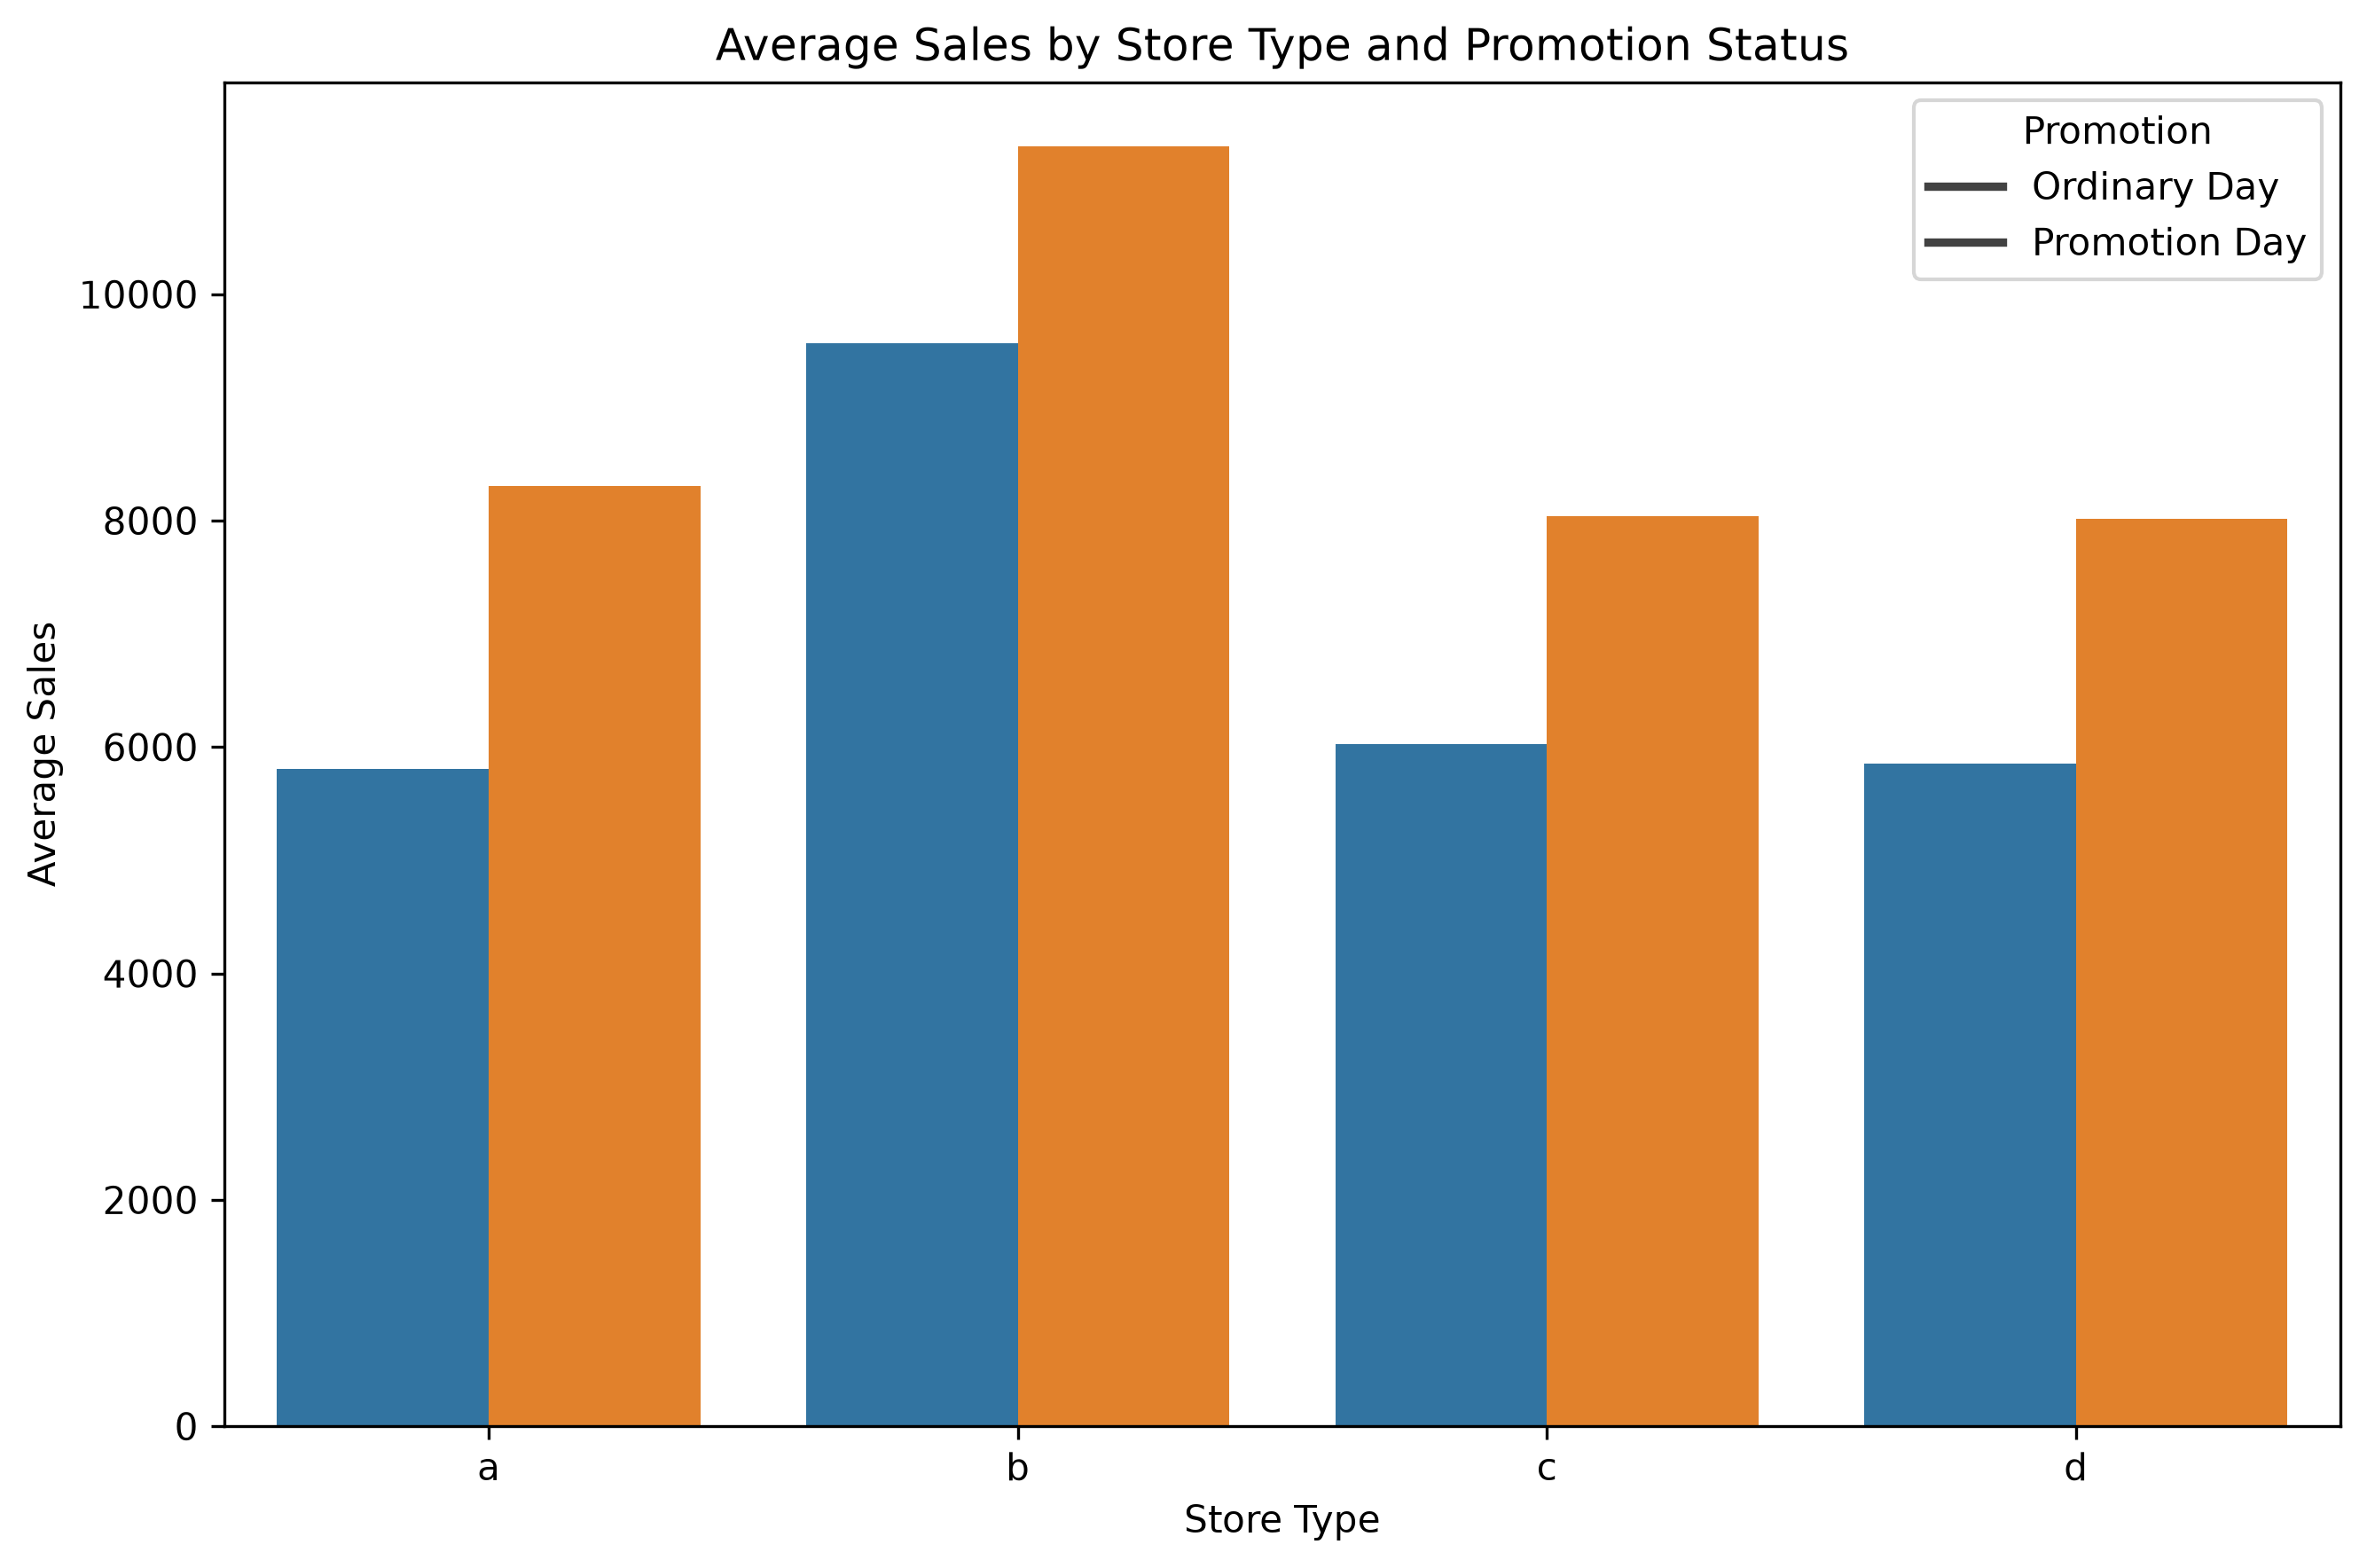 Average Sales by Store Type and Promotion Status
Promotion
Ordinary Day
Promotion Day
10000
8000
6000
4000
2000
0
Average Sales
a
b
c
d
Store Type